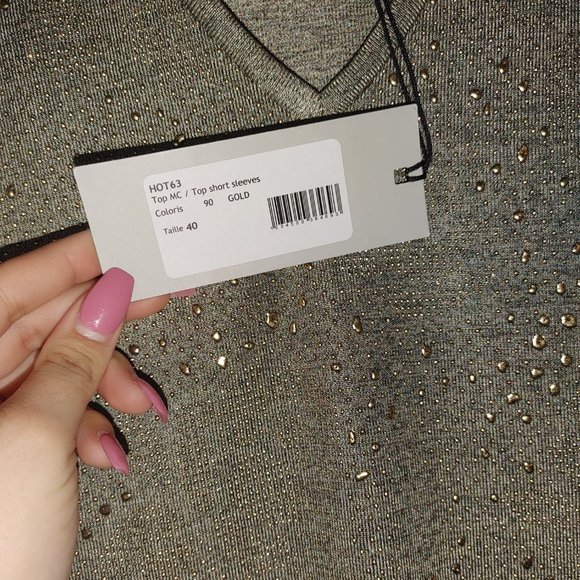 HOT63
Top MC / Top short sleeves
Coloris 90 GOLD
Taille 40